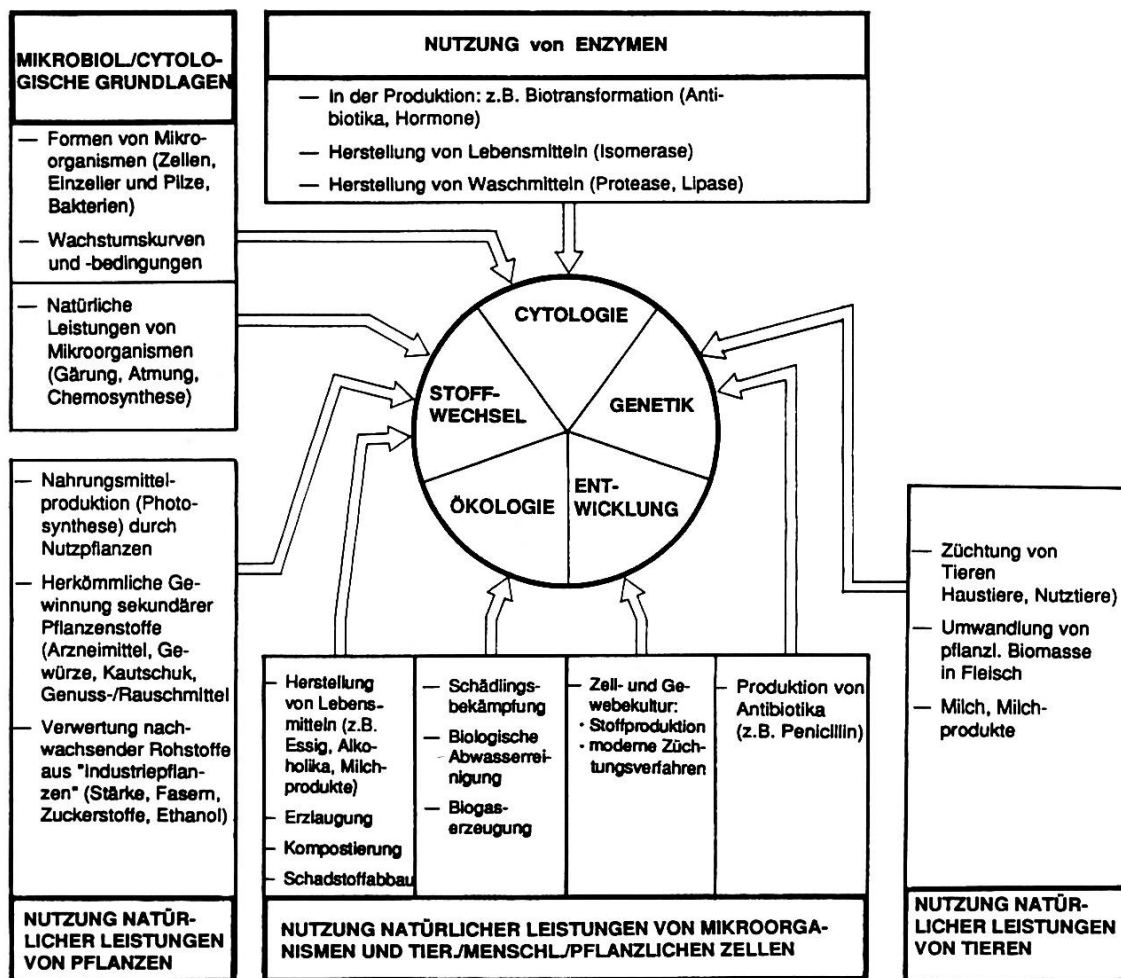 MIKROBIOL./CYTOLO-
GISCHE GRUNDLAGEN
— Formen von Mikro-
organismen (Zellen,
Einzeller und Pilze,
Bakterien)
— Wachstumskurven
und -bedingungen
— Natürliche
Leistungen von
Mikroorganismen
(Gärung, Atmung,
Chemosynthese)
NUTZUNG von ENZYMEN
— In der Produktion: z.B. Biotransformation (Anti-
biotika, Hormone)
— Herstellung von Lebensmitteln (Isomerase)
— Herstellung von Waschmitteln (Protease, Lipase)
CYTOLOGIE
STOFF-
WECHSEL
GENETIK
ÖKOLOGIE
ENT-
WICKLUNG
— Nahrungsmittel-
produktion (Photo-
synthese) durch
Nutzpflanzen
— Herkömmliche Ge-
winnung sekundärer
Pflanzenstoffe
(Arzneimittel, Ge-
würze, Kautschuk,
Genuss-/Rauschmittel
— Verwertung nach-
wachsender Rohstoffe
aus "Industriepflan-
zen" (Stärke, Fasern,
Zuckerstoffe, Ethanol)
NUTZUNG NATÜR-
LICHER LEISTUNGEN
VON PFLANZEN
— Herstellung
von Lebens-
mitteln (z.B.
Essig, Alko-
holika, Milch-
produkte)
— Erzlaugung
— Kompostierung
— Schadstoffabbau
— Schädlings-
bekämpfung
— Biologische
Abwasserrei-
nigung
— Biogas-
erzeugung
— Zell- und Ge-
webekultur:
· Stoffproduktion
· moderne Züch-
tungsverfahren
— Produktion von
Antibiotika
(z.B. Penicillin)
NUTZUNG NATÜRLICHER LEISTUNGEN VON MIKROORGA-
NISMEN UND TIER./MENSCHL./PFLANZLICHEN ZELLEN
— Züchtung von
Tieren
Haustiere, Nutztiere)
— Umwandlung von
pflanzl. Biomasse
in Fleisch
— Milch, Milch-
produkte
NUTZUNG NATÜR-
LICHER LEISTUNGEN
VON TIEREN